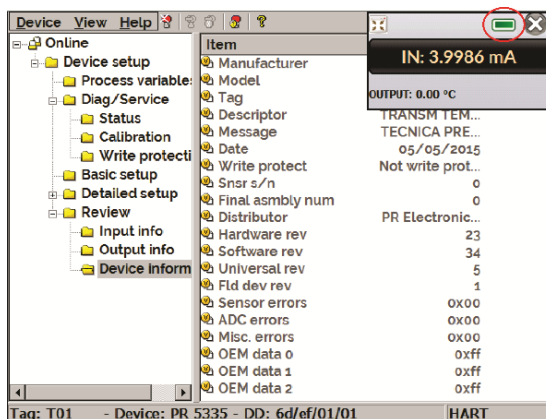 Device View Help
Online
Device setup
Process variable
Diag/Service
Status
Calibration
Write protecti
Basic setup
Detailed setup
Review
Input info
Output info
Device inform
Item
Manufacturer
Model
Tag
Descriptor TRANSM TEM...
Message TECNICA PRE...
Date 05/05/2015
Write protect Not write prot...
Snsr s/n 0
Final asmbly num 0
Distributor PR Electronic...
Hardware rev 23
Software rev 34
Universal rev 5
Fld dev rev 1
Sensor errors 0x00
ADC errors 0x00
Misc. errors 0x00
OEM data 0 0xff
OEM data 1 0xff
OEM data 2 0xff
IN: 3.9986 mA
OUTPUT: 0.00 °C
Tag: T01 - Device: PR 5335 - DD: 6d/ef/01/01 HART